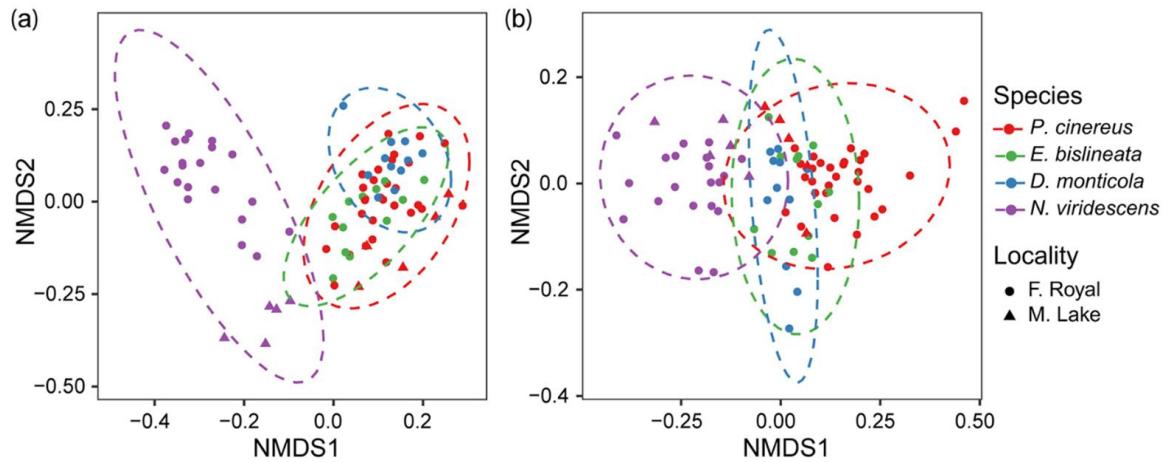 (a)
0.25
0.00
−0.25
−0.50
NMDS2
−0.4
−0.2
0.0
0.2
NMDS1
(b)
0.2
0.0
−0.2
−0.4
NMDS2
−0.25
0.00
0.25
0.50
NMDS1
Species
P. cinereus
E. bislineata
D. monticola
N. viridescens
Locality
F. Royal
M. Lake